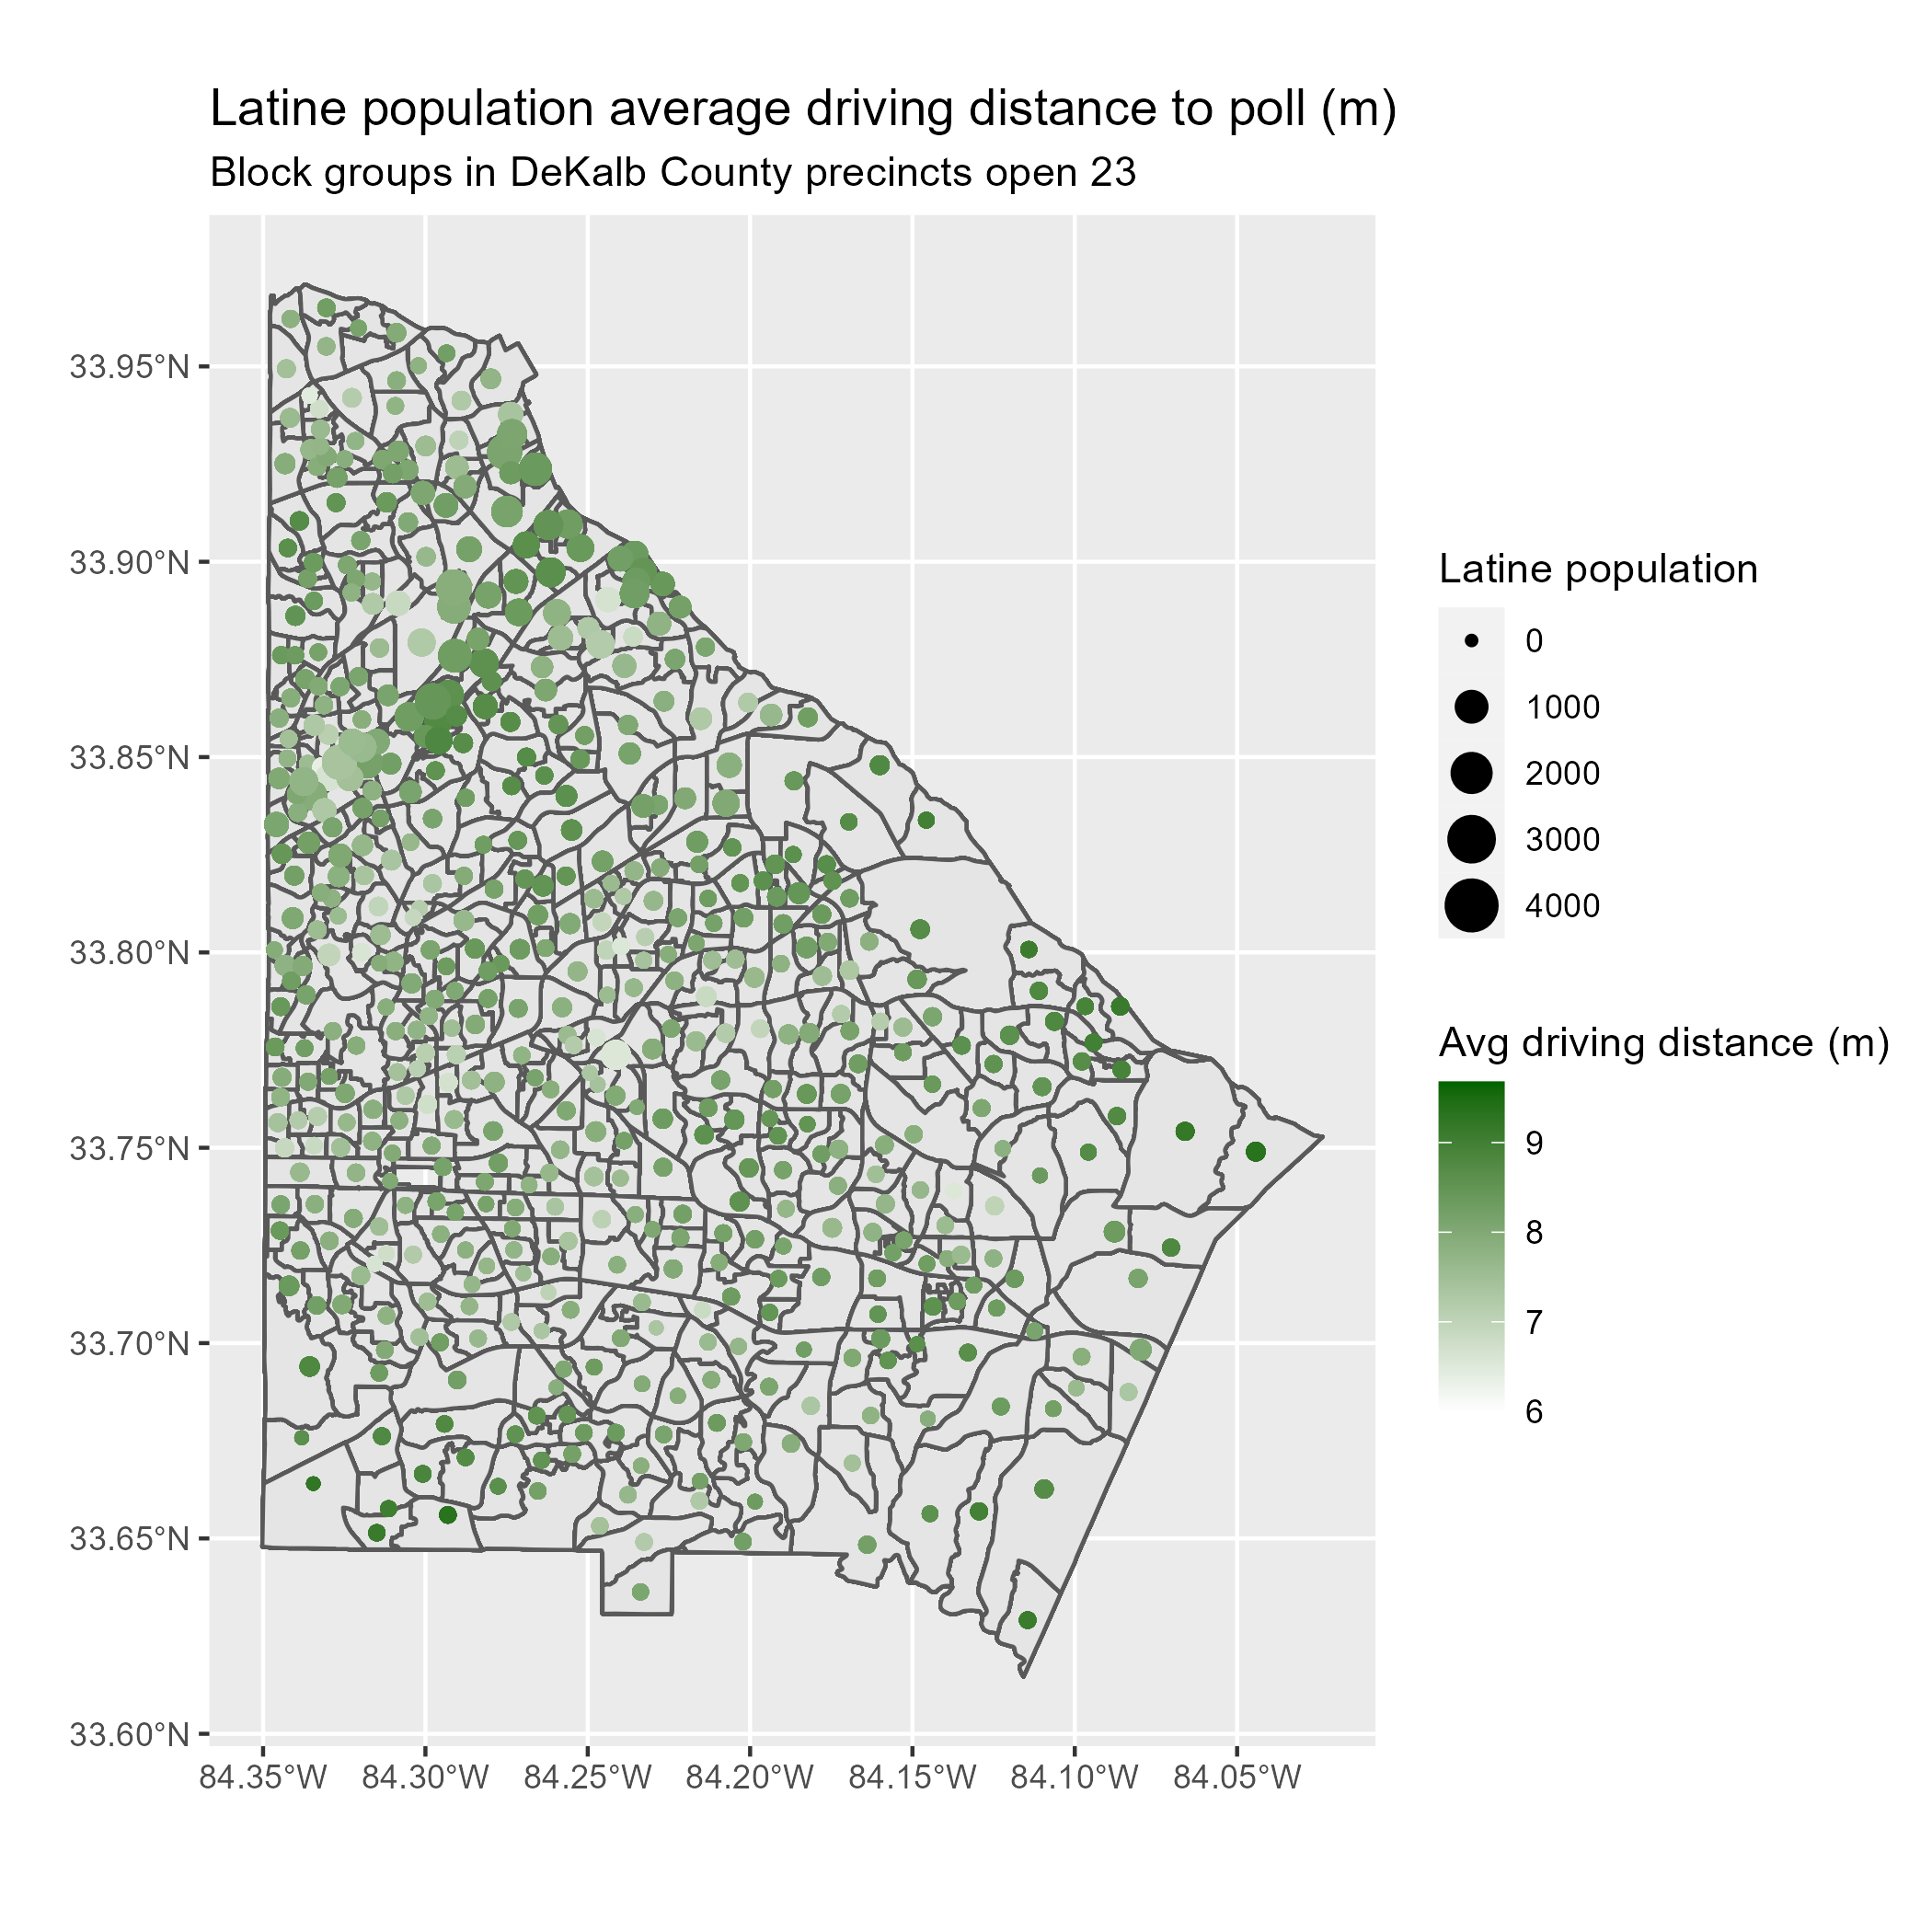 Latine population average driving distance to poll (m)
Block groups in DeKalb County precincts open 23
33.95°N
33.90°N
33.85°N
33.80°N
33.75°N
33.70°N
33.65°N
33.60°N
84.35°W 84.30°W 84.25°W 84.20°W 84.15°W 84.10°W 84.05°W
Latine population
0
1000
2000
3000
4000
Avg driving distance (m)
9
8
7
6